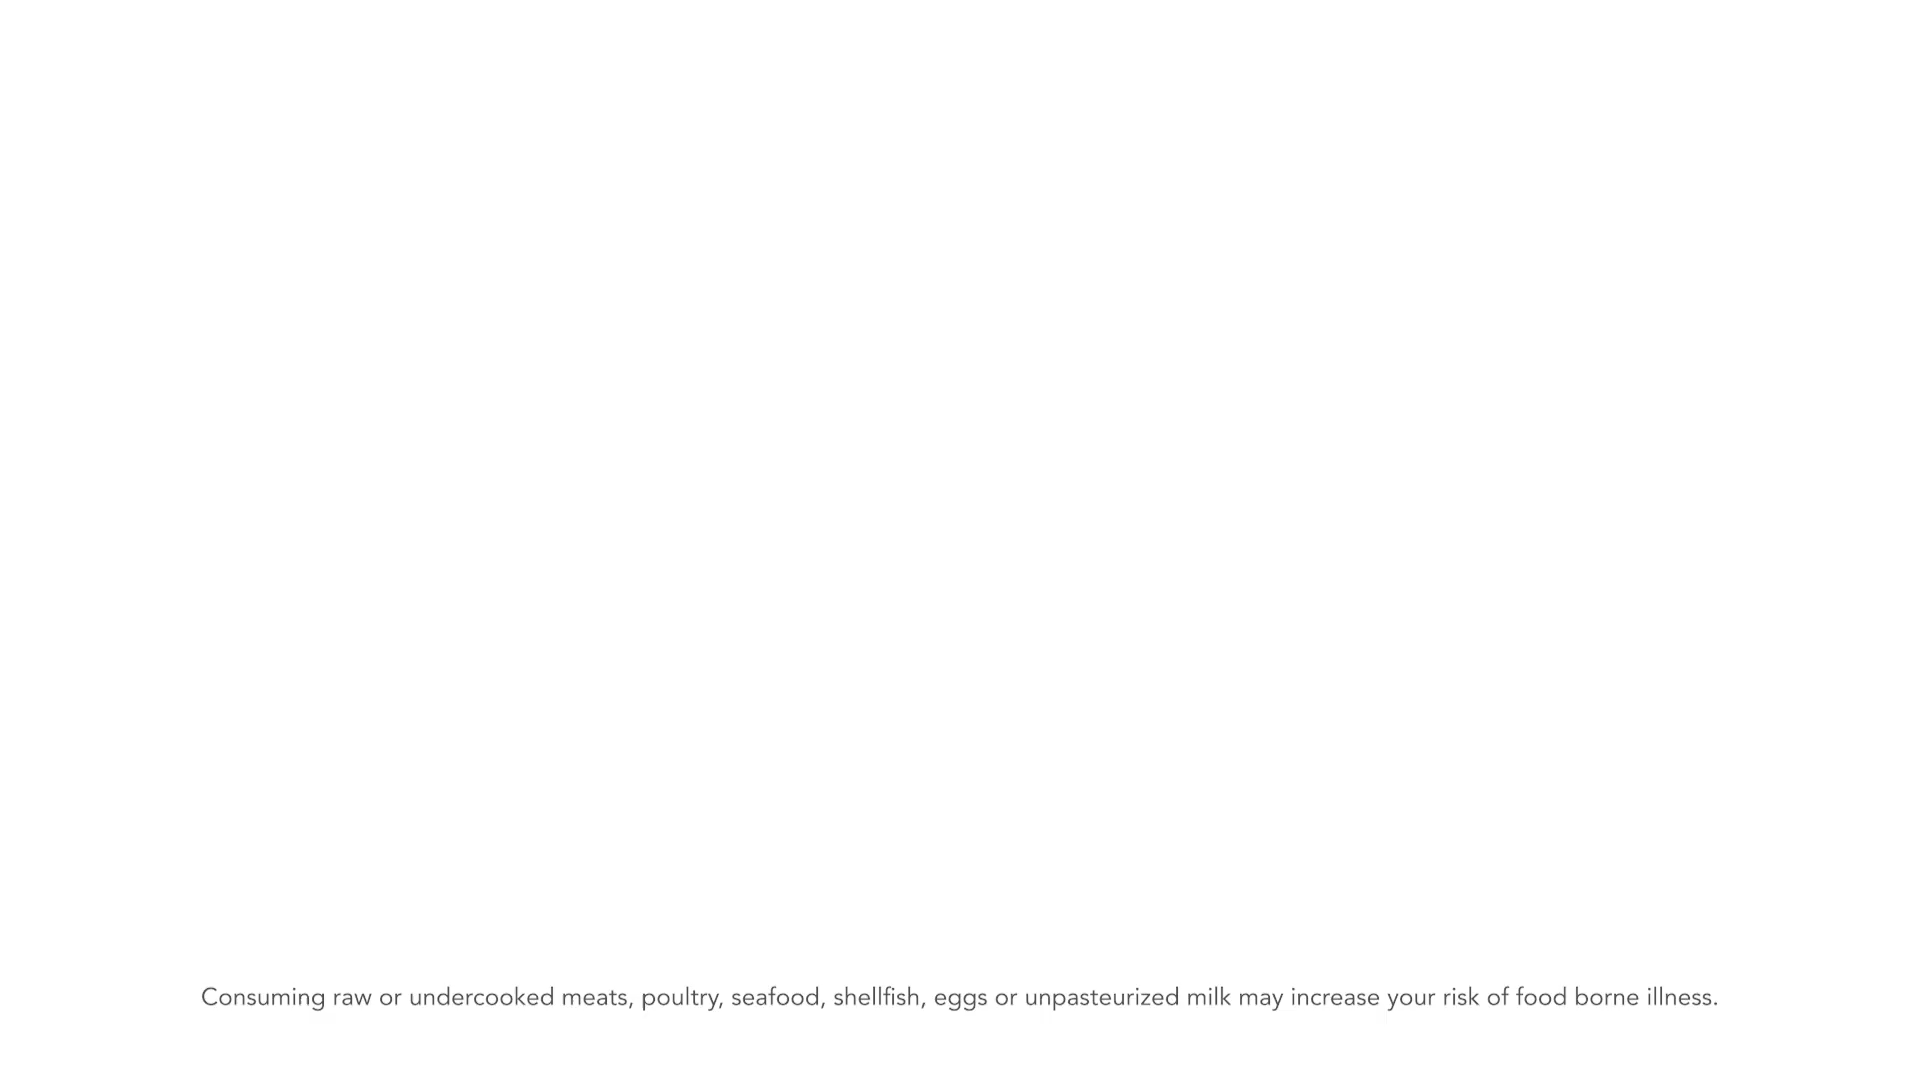 Consuming raw or undercooked meats, poultry, seafood, shellfish, eggs or unpasteurized milk may increase your risk of food borne illness.